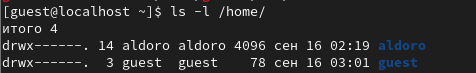 [guest@localhost ~]$ ls -l /home/
итого 4
drwx------. 14 aldoro aldoro 4096 сен 16 02:19 aldoro
drwx------.  3 guest  guest    78 сен 16 03:01 guest